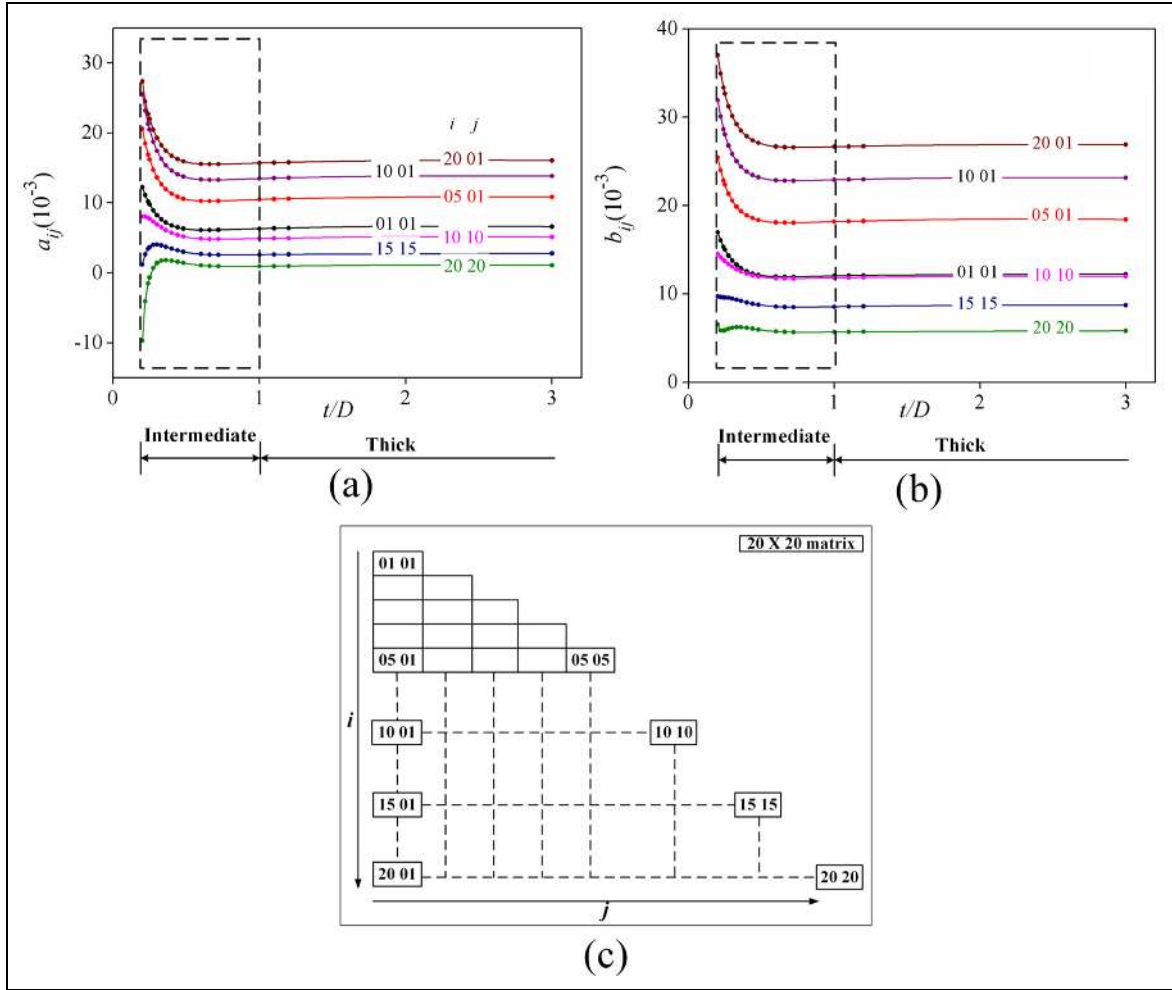 30
20
10
0
-10
a_ij(10^-3)
i j
20 01
10 01
05 01
01 01
10 10
15 15
20 20
0 1 2 3
t/D
Intermediate Thick
(a)
40
30
20
10
0
b_ij(10^-3)
20 01
10 01
05 01
01 01 10 10
15 15
20 20
0 1 2 3
t/D
Intermediate Thick
(b)
20 X 20 matrix
01 01
05 01 05 05
i
10 01 10 10
15 01 15 15
20 01 20 20
j
(c)